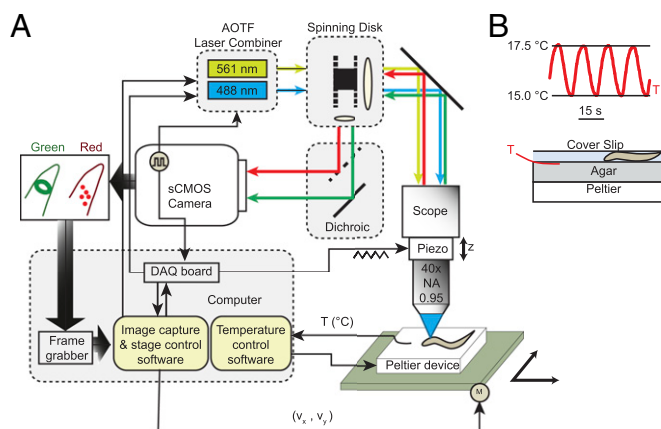 A
AOTF
Laser Combiner
561 nm
488 nm
Spinning Disk
B
17.5 °C
15.0 °C
T
15 s
T
Cover Slip
Agar
Peltier
Green
Red
sCMOS
Camera
Dichroic
Scope
Piezo
z
40x
NA
0.95
DAQ board
Computer
Frame
grabber
Image capture
& stage control
software
Temperature
control
software
T (°C)
Peltier device
M
(vx , vy)